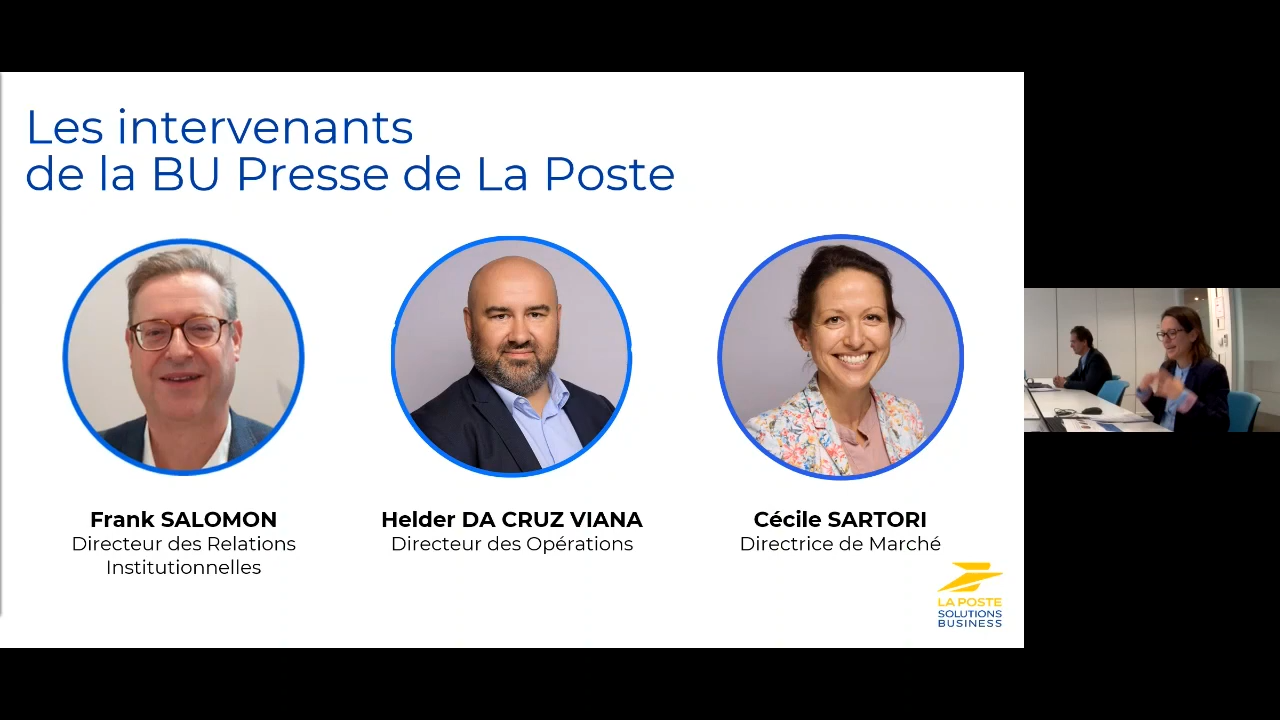 Les intervenants
de la BU Presse de La Poste
Frank SALOMON
Directeur des Relations
Institutionnelles
Helder DA CRUZ VIANA
Directeur des Opérations
Cécile SARTORI
Directrice de Marché
LA POSTE
SOLUTIONS
BUSINESS